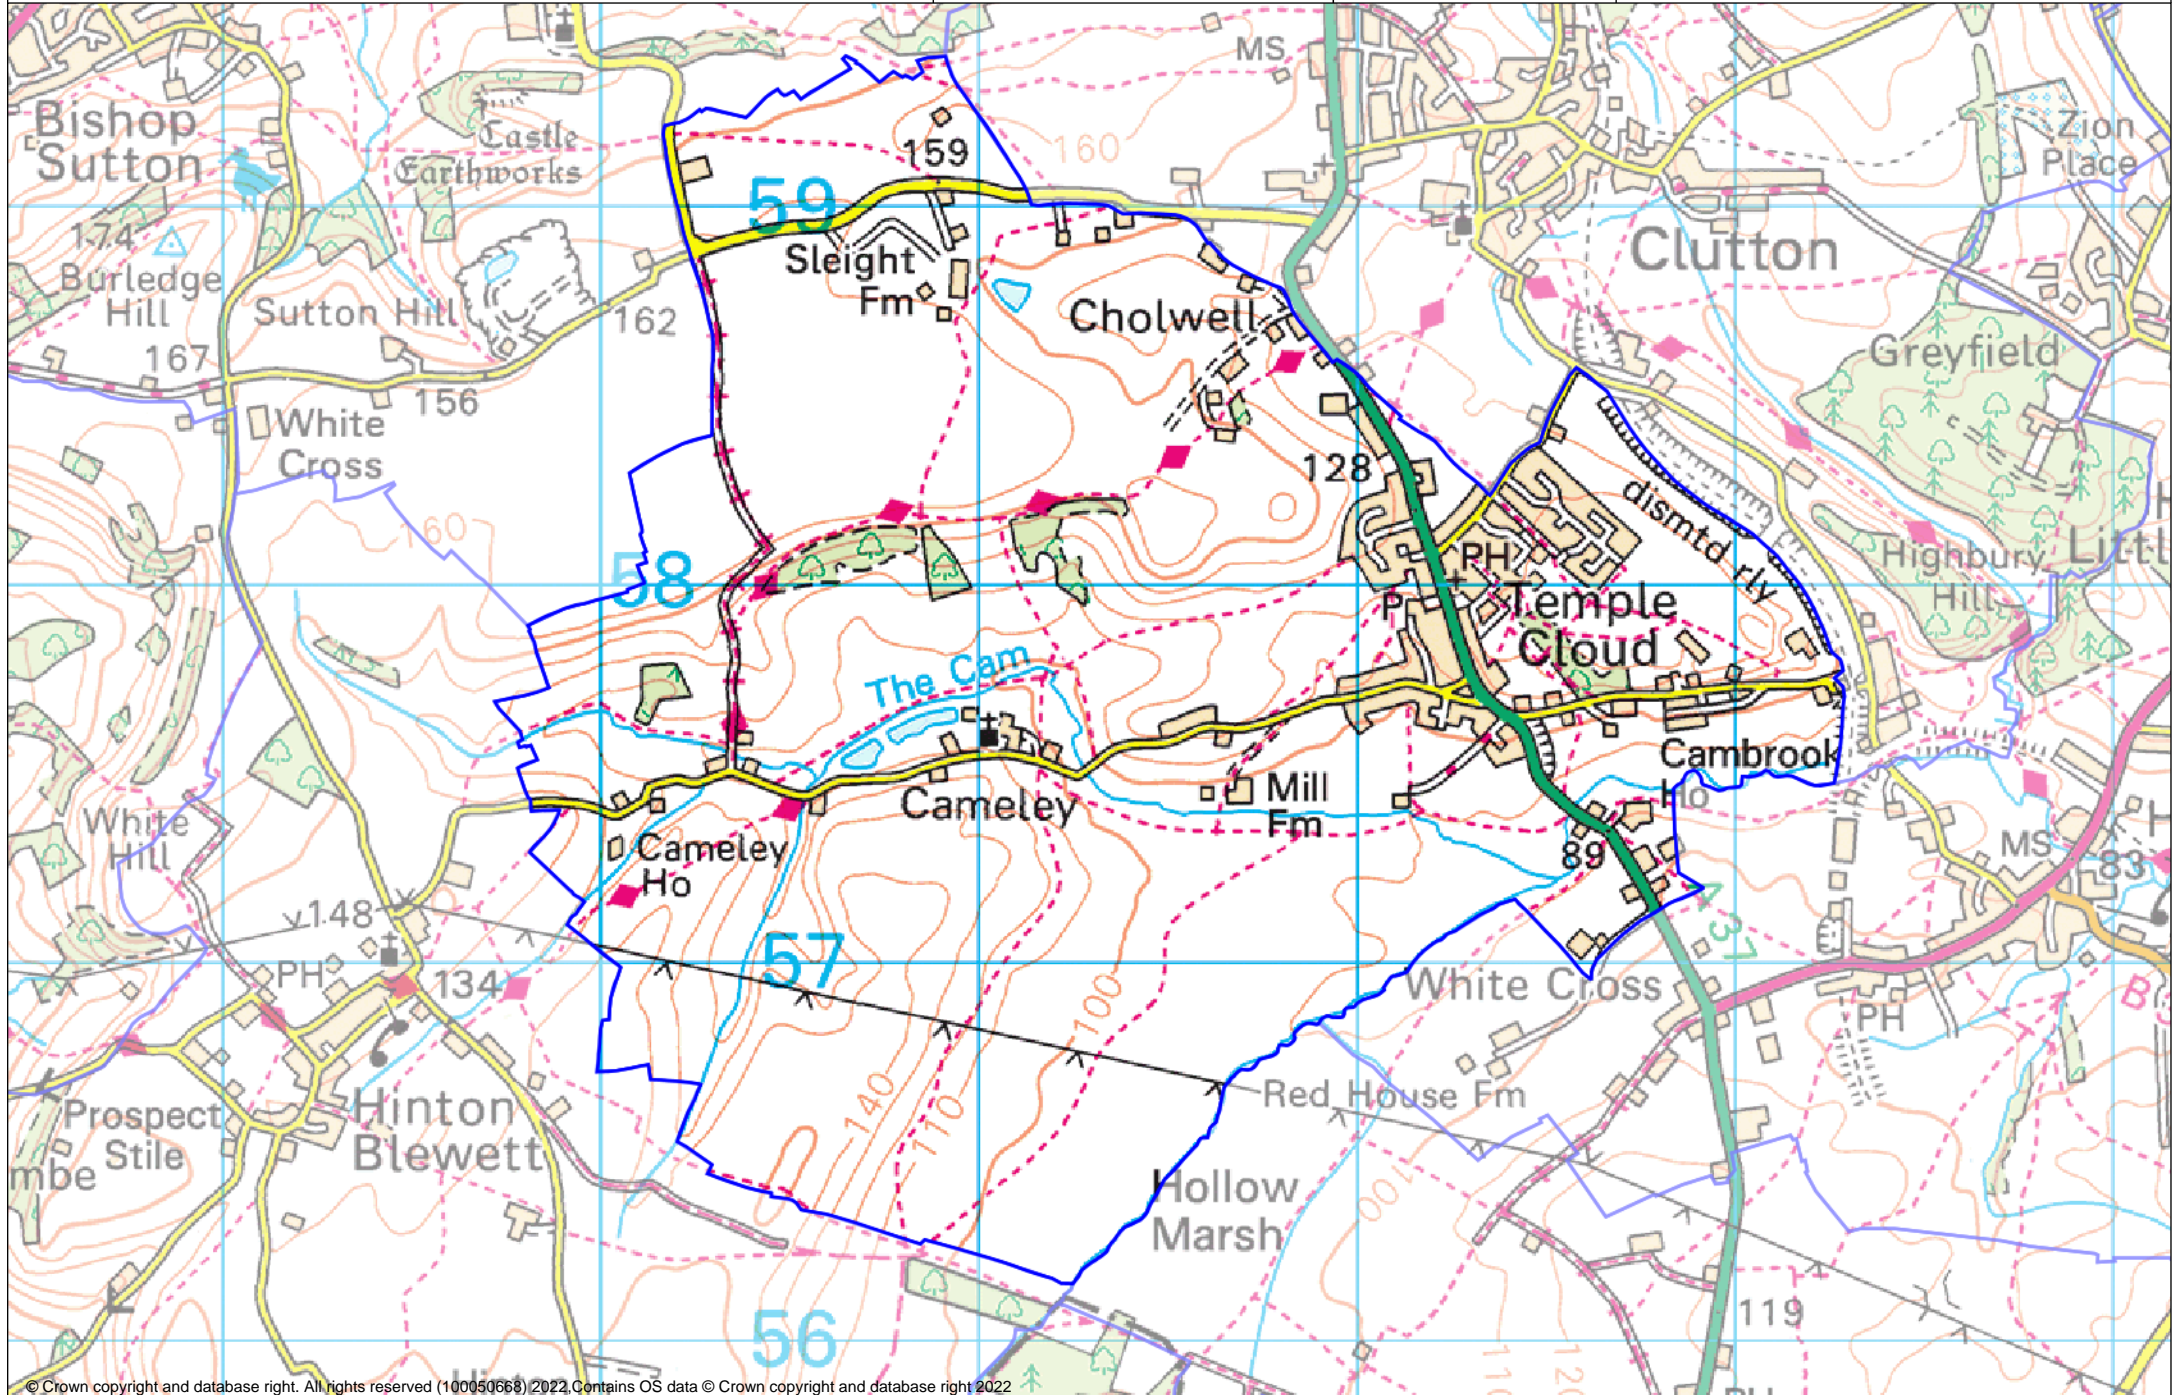 MS
Bishop
Sutton
Castle
Earthworks
159
160
Zion
Place
59
174
Burledge
Hill
Sutton Hill
162
Sleight
Fm
Cholwell
Clutton
167
156
White
Cross
Greyfield
128
160
dismtd rly
58
PH
P
Temple
Cloud
Highbury
Hill
The Cam
Cambrook
Ho
White
Hill
Cameley
Mill
Fm
Cameley
Ho
89
MS
83
148
A 37
PH
134
57
100
White Cross
PH
Prospect
Stile
Hinton
Blewett
140
110
Red House Fm
Hollow
Marsh
100
mbe
56
119
110
120
© Crown copyright and database right. All rights reserved (100050668) 2022.Contains OS data © Crown copyright and database right 2022